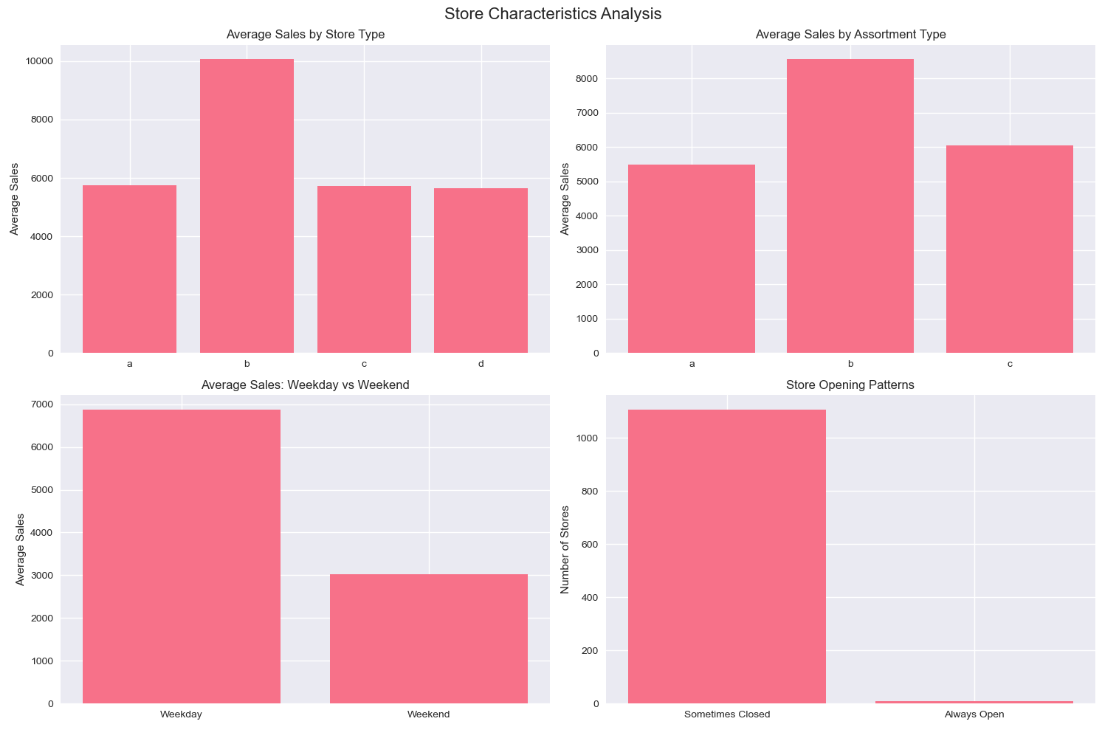 Store Characteristics Analysis
Average Sales by Store Type
Average Sales
10000
8000
6000
4000
2000
0
a b c d
Average Sales by Assortment Type
Average Sales
8000
7000
6000
5000
4000
3000
2000
1000
0
a b c
Average Sales: Weekday vs Weekend
Average Sales
7000
6000
5000
4000
3000
2000
1000
0
Weekday Weekend
Store Opening Patterns
Number of Stores
1000
800
600
400
200
0
Sometimes Closed Always Open